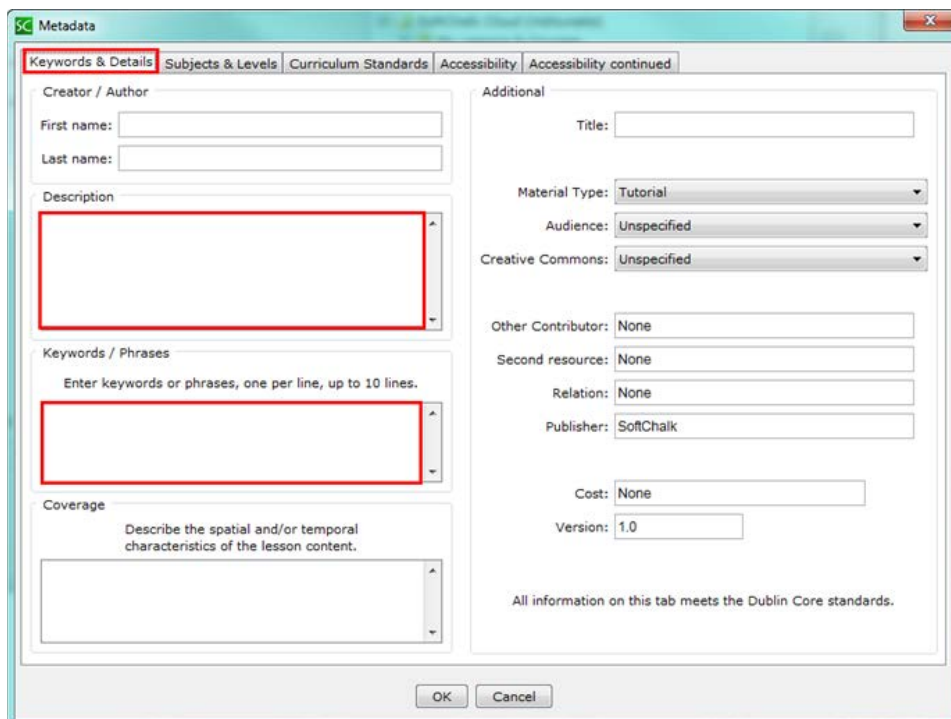 SC Metadata
Keywords & Details Subjects & Levels Curriculum Standards Accessibility Accessibility continued
Creator / Author
First name:
Last name:
Description
Keywords / Phrases
Enter keywords or phrases, one per line, up to 10 lines.
Coverage
Describe the spatial and/or temporal
characteristics of the lesson content.
Additional
Title:
Material Type: Tutorial
Audience: Unspecified
Creative Commons: Unspecified
Other Contributor: None
Second resource: None
Relation: None
Publisher: SoftChalk
Cost: None
Version: 1.0
All information on this tab meets the Dublin Core standards.
OK Cancel